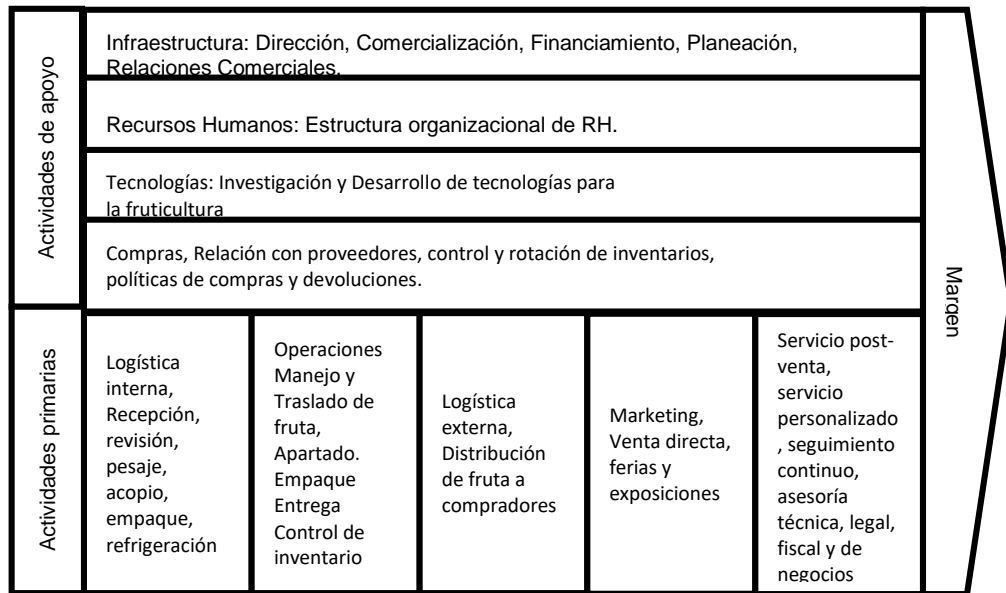 Actividades de apoyo
Infraestructura: Dirección, Comercialización, Financiamiento, Planeación,
Relaciones Comerciales.
Recursos Humanos: Estructura organizacional de RH.
Tecnologías: Investigación y Desarrollo de tecnologías para
la fruticultura
Compras, Relación con proveedores, control y rotación de inventarios,
políticas de compras y devoluciones.
Actividades primarias
Logística
interna,
Recepción,
revisión,
pesaje,
acopio,
empaque,
refrigeración
Operaciones
Manejo y
Traslado de
fruta,
Apartado.
Empaque
Entrega
Control de
inventario
Logística
externa,
Distribución
de fruta a
compradores
Marketing,
Venta directa,
ferias y
exposiciones
Servicio post-
venta,
servicio
personalizado
, seguimiento
continuo,
asesoría
técnica, legal,
fiscal y de
negocios
Margen